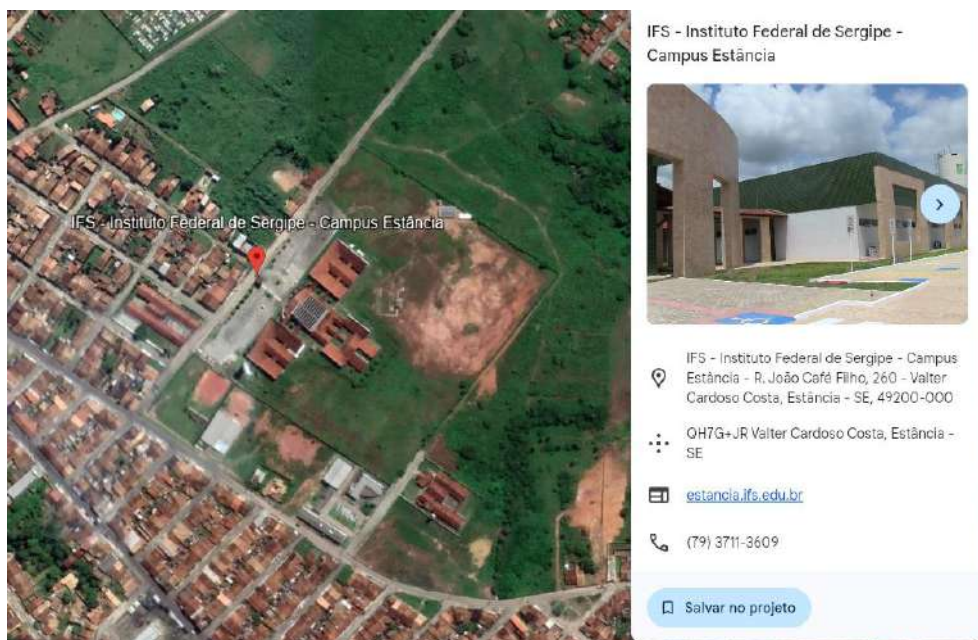 IFS - Instituto Federal de Sergipe - Campus Estância
IFS - Instituto Federal de Sergipe -
Campus Estância
IFS - Instituto Federal de Sergipe - Campus
Estância - R. João Café Filho, 260 - Valter
Cardoso Costa, Estância - SE, 49200-000
QH7G+JR Valter Cardoso Costa, Estância -
SE
estancia.ifs.edu.br
(79) 3711-3609
Salvar no projeto